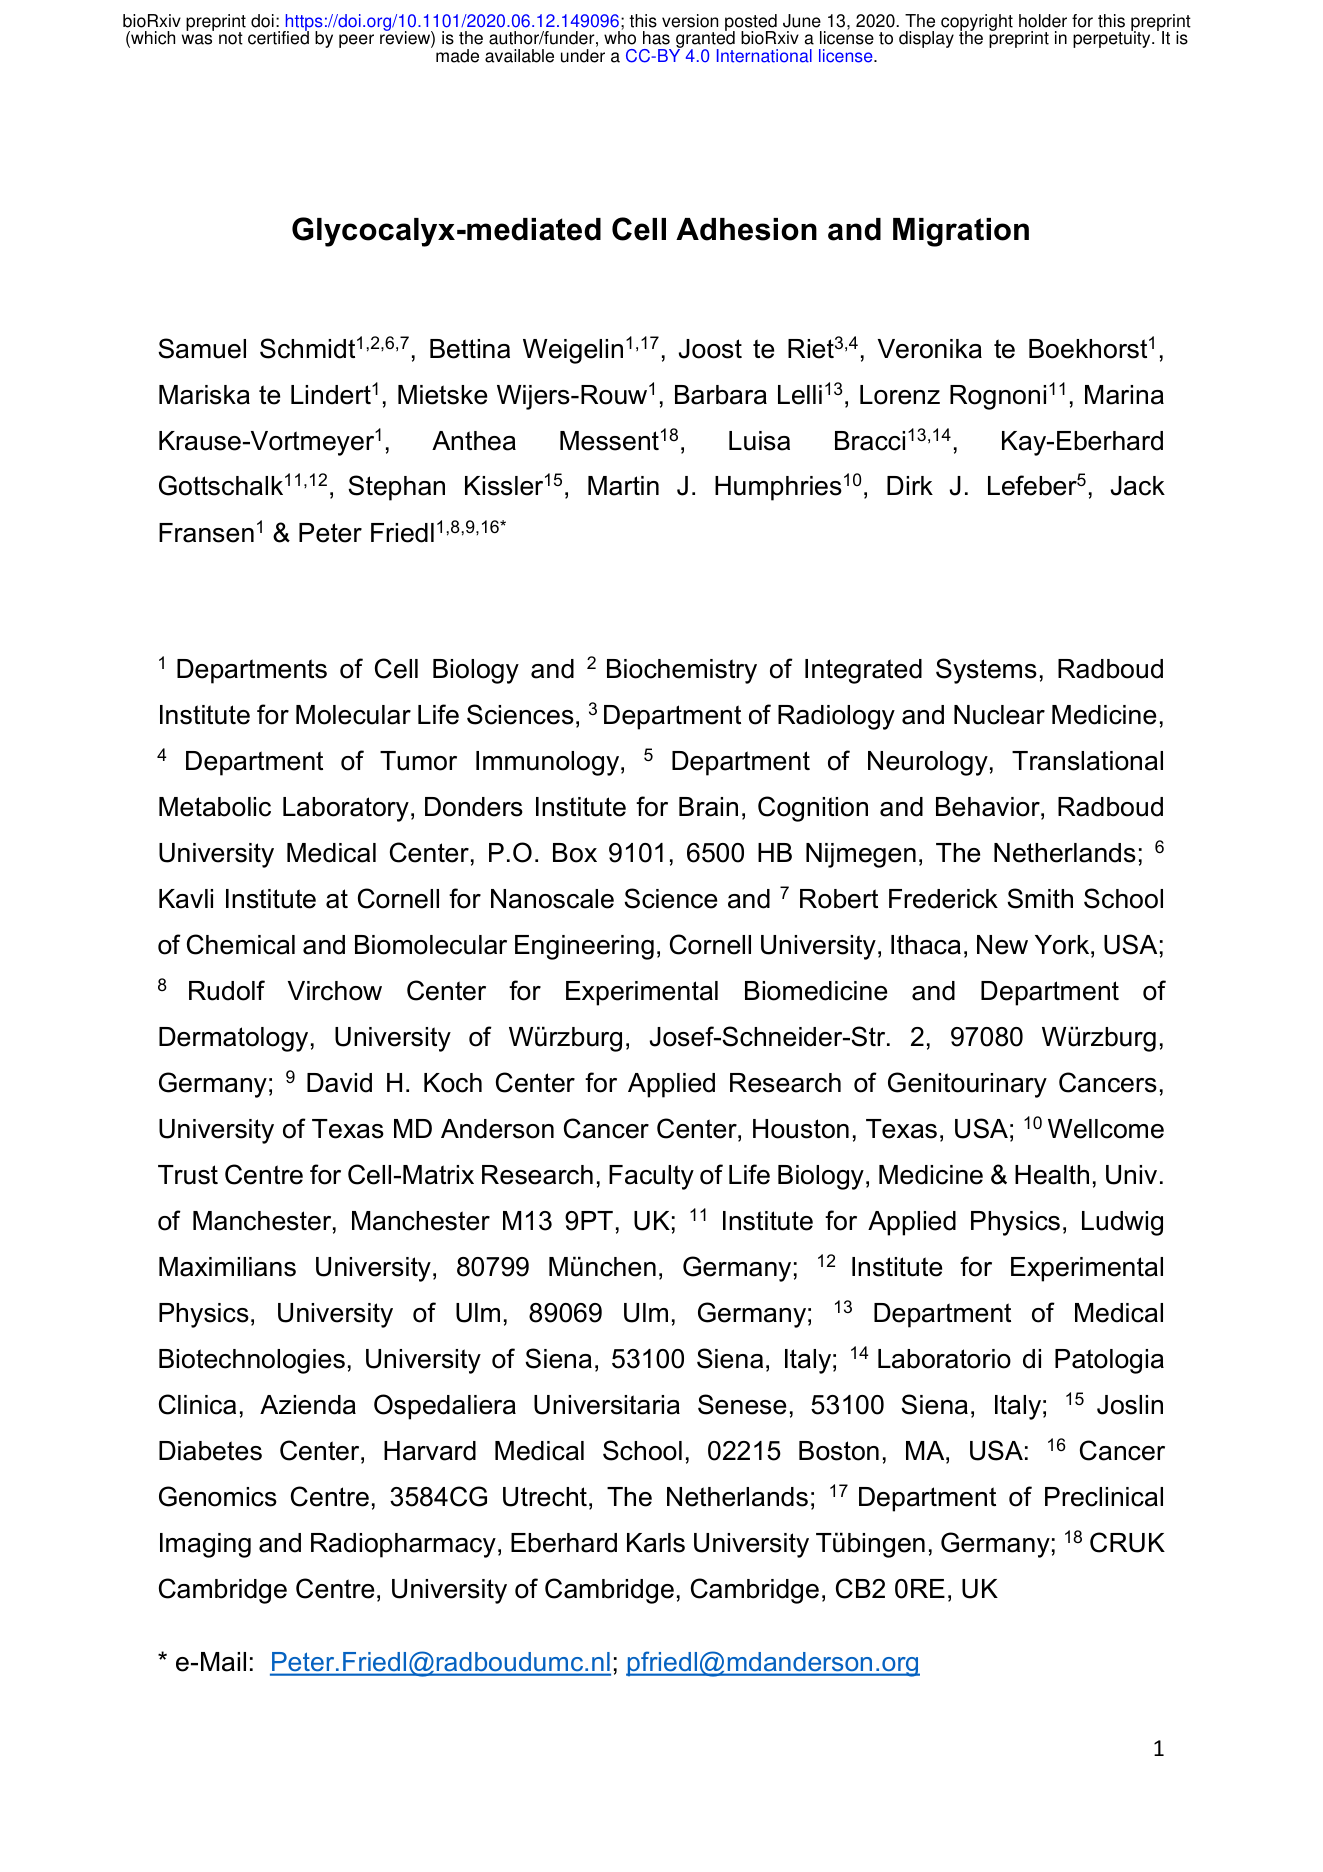 bioRxiv preprint doi: https://doi.org/10.1101/2020.06.12.149096; this version posted June 13, 2020. The copyright holder for this preprint
(which was not certified by peer review) is the author/funder, who has granted bioRxiv a license to display the preprint in perpetuity. It is
made available under a CC-BY 4.0 International license.
Glycocalyx-mediated Cell Adhesion and Migration
Samuel Schmidt1,2,6,7, Bettina Weigelin1,17, Joost te Riet3,4, Veronika te Boekhorst1,
Mariska te Lindert1, Mietske Wijers-Rouw1, Barbara Lelli13, Lorenz Rognoni11, Marina
Krause-Vortmeyer1, Anthea Messent18, Luisa Bracci13,14, Kay-Eberhard
Gottschalk11,12, Stephan Kissler15, Martin J. Humphries10, Dirk J. Lefeber5, Jack
Fransen1 & Peter Friedl1,8,9,16*
1 Departments of Cell Biology and 2 Biochemistry of Integrated Systems, Radboud
Institute for Molecular Life Sciences, 3 Department of Radiology and Nuclear Medicine,
4 Department of Tumor Immunology, 5 Department of Neurology, Translational
Metabolic Laboratory, Donders Institute for Brain, Cognition and Behavior, Radboud
University Medical Center, P.O. Box 9101, 6500 HB Nijmegen, The Netherlands; 6
Kavli Institute at Cornell for Nanoscale Science and 7 Robert Frederick Smith School
of Chemical and Biomolecular Engineering, Cornell University, Ithaca, New York, USA;
8 Rudolf Virchow Center for Experimental Biomedicine and Department of
Dermatology, University of Würzburg, Josef-Schneider-Str. 2, 97080 Würzburg,
Germany; 9 David H. Koch Center for Applied Research of Genitourinary Cancers,
University of Texas MD Anderson Cancer Center, Houston, Texas, USA; 10 Wellcome
Trust Centre for Cell-Matrix Research, Faculty of Life Biology, Medicine & Health, Univ.
of Manchester, Manchester M13 9PT, UK; 11 Institute for Applied Physics, Ludwig
Maximilians University, 80799 München, Germany; 12 Institute for Experimental
Physics, University of Ulm, 89069 Ulm, Germany; 13 Department of Medical
Biotechnologies, University of Siena, 53100 Siena, Italy; 14 Laboratorio di Patologia
Clinica, Azienda Ospedaliera Universitaria Senese, 53100 Siena, Italy; 15 Joslin
Diabetes Center, Harvard Medical School, 02215 Boston, MA, USA: 16 Cancer
Genomics Centre, 3584CG Utrecht, The Netherlands; 17 Department of Preclinical
Imaging and Radiopharmacy, Eberhard Karls University Tübingen, Germany; 18 CRUK
Cambridge Centre, University of Cambridge, Cambridge, CB2 0RE, UK
* e-Mail: Peter.Friedl@radboudumc.nl; pfriedl@mdanderson.org
1